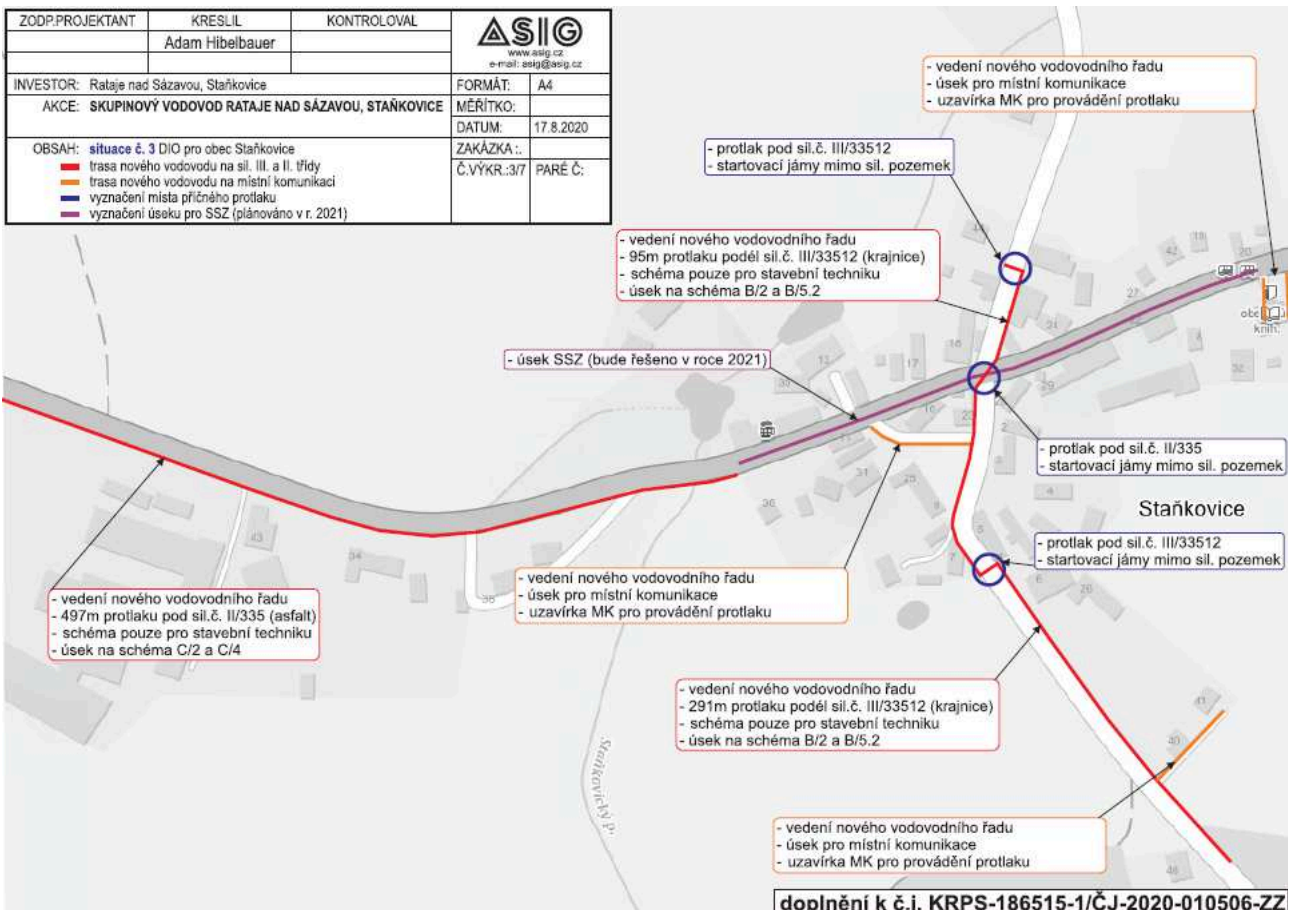 ZODP.PROJEKTANT KRESLIL KONTROLOVAL
Adam Hibelbauer
ASIG
www.asig.cz
e-mail: asig@asig.cz
INVESTOR: Rataje nad Sázavou, Staňkovice
FORMÁT: A4
AKCE: SKUPINOVÝ VODOVOD RATAJE NAD SÁZAVOU, STAŇKOVICE
MĚŘÍTKO:
DATUM: 17.8.2020
OBSAH: situace č. 3 DIO pro obec Staňkovice
ZAKÁZKA :.
trasa nového vodovodu na sil. III. a II. třídy
Č.VÝKR.:3/7 PARÉ Č:
trasa nového vodovodu na místní komunikaci
vyznačení místa příčného protlaku
vyznačení úseku pro SSZ (plánováno v r. 2021)
- vedení nového vodovodního řadu
- úsek pro místní komunikace
- uzavírka MK pro provádění protlaku
- protlak pod sil.č. III/33512
- startovací jámy mimo sil. pozemek
- vedení nového vodovodního řadu
- 95m protlaku podél sil.č. III/33512 (krajnice)
- schéma pouze pro stavební techniku
- úsek na schéma B/2 a B/5.2
- úsek SSZ (bude řešeno v roce 2021)
- protlak pod sil.č. II/335
- startovací jámy mimo sil. pozemek
Staňkovice
- protlak pod sil.č. III/33512
- startovací jámy mimo sil. pozemek
- vedení nového vodovodního řadu
- úsek pro místní komunikace
- uzavírka MK pro provádění protlaku
- vedení nového vodovodního řadu
- 497m protlaku pod sil.č. II/335 (asfalt)
- schéma pouze pro stavební techniku
- úsek na schéma C/2 a C/4
- vedení nového vodovodního řadu
- 291m protlaku podél sil.č. III/33512 (krajnice)
- schéma pouze pro stavební techniku
- úsek na schéma B/2 a B/5.2
Staňkovický p.
- vedení nového vodovodního řadu
- úsek pro místní komunikace
- uzavírka MK pro provádění protlaku
doplnění k č.j. KRPS-186515-1/ČJ-2020-010506-ZZ